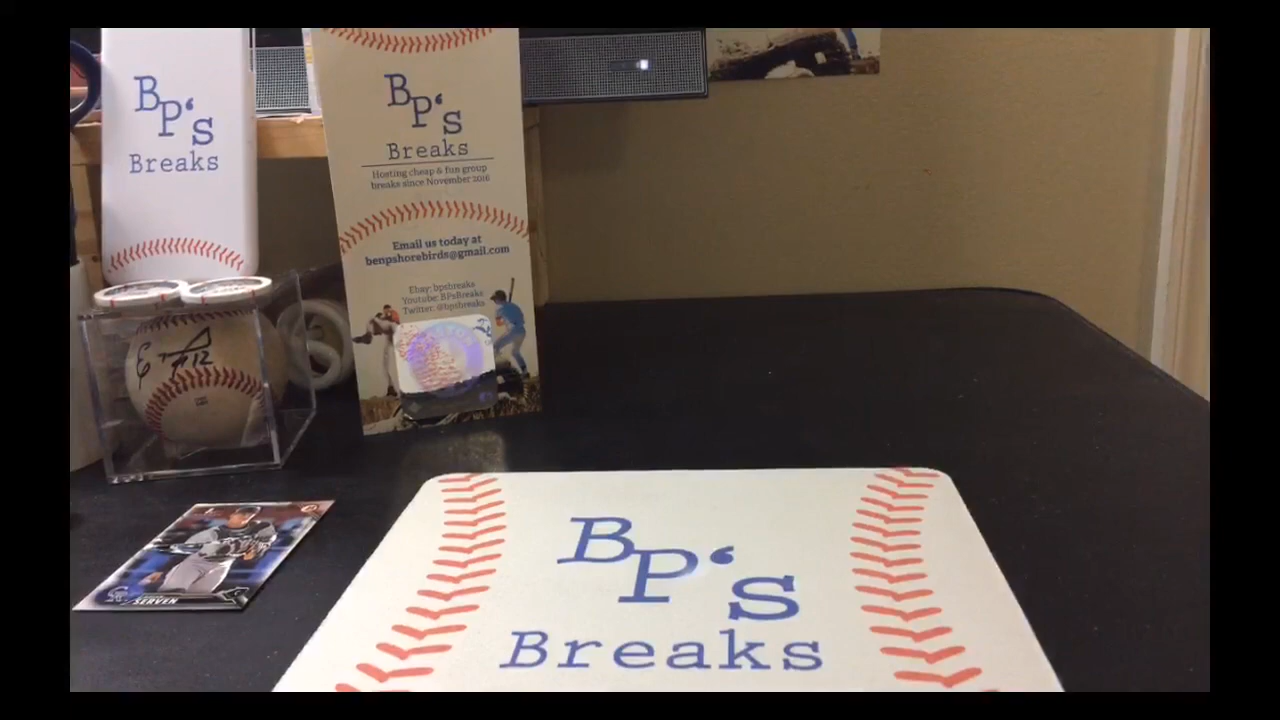 BP's
Breaks
BP's
Breaks
Hosting cheap & fun group
breaks since November 2016
Email us today at
benpshorebirds@gmail.com
Ebay: bpsbreaks
Youtube: BPsBreaks
Twitter: @bpsbreaks
#12
SERVEN
BP's
Breaks